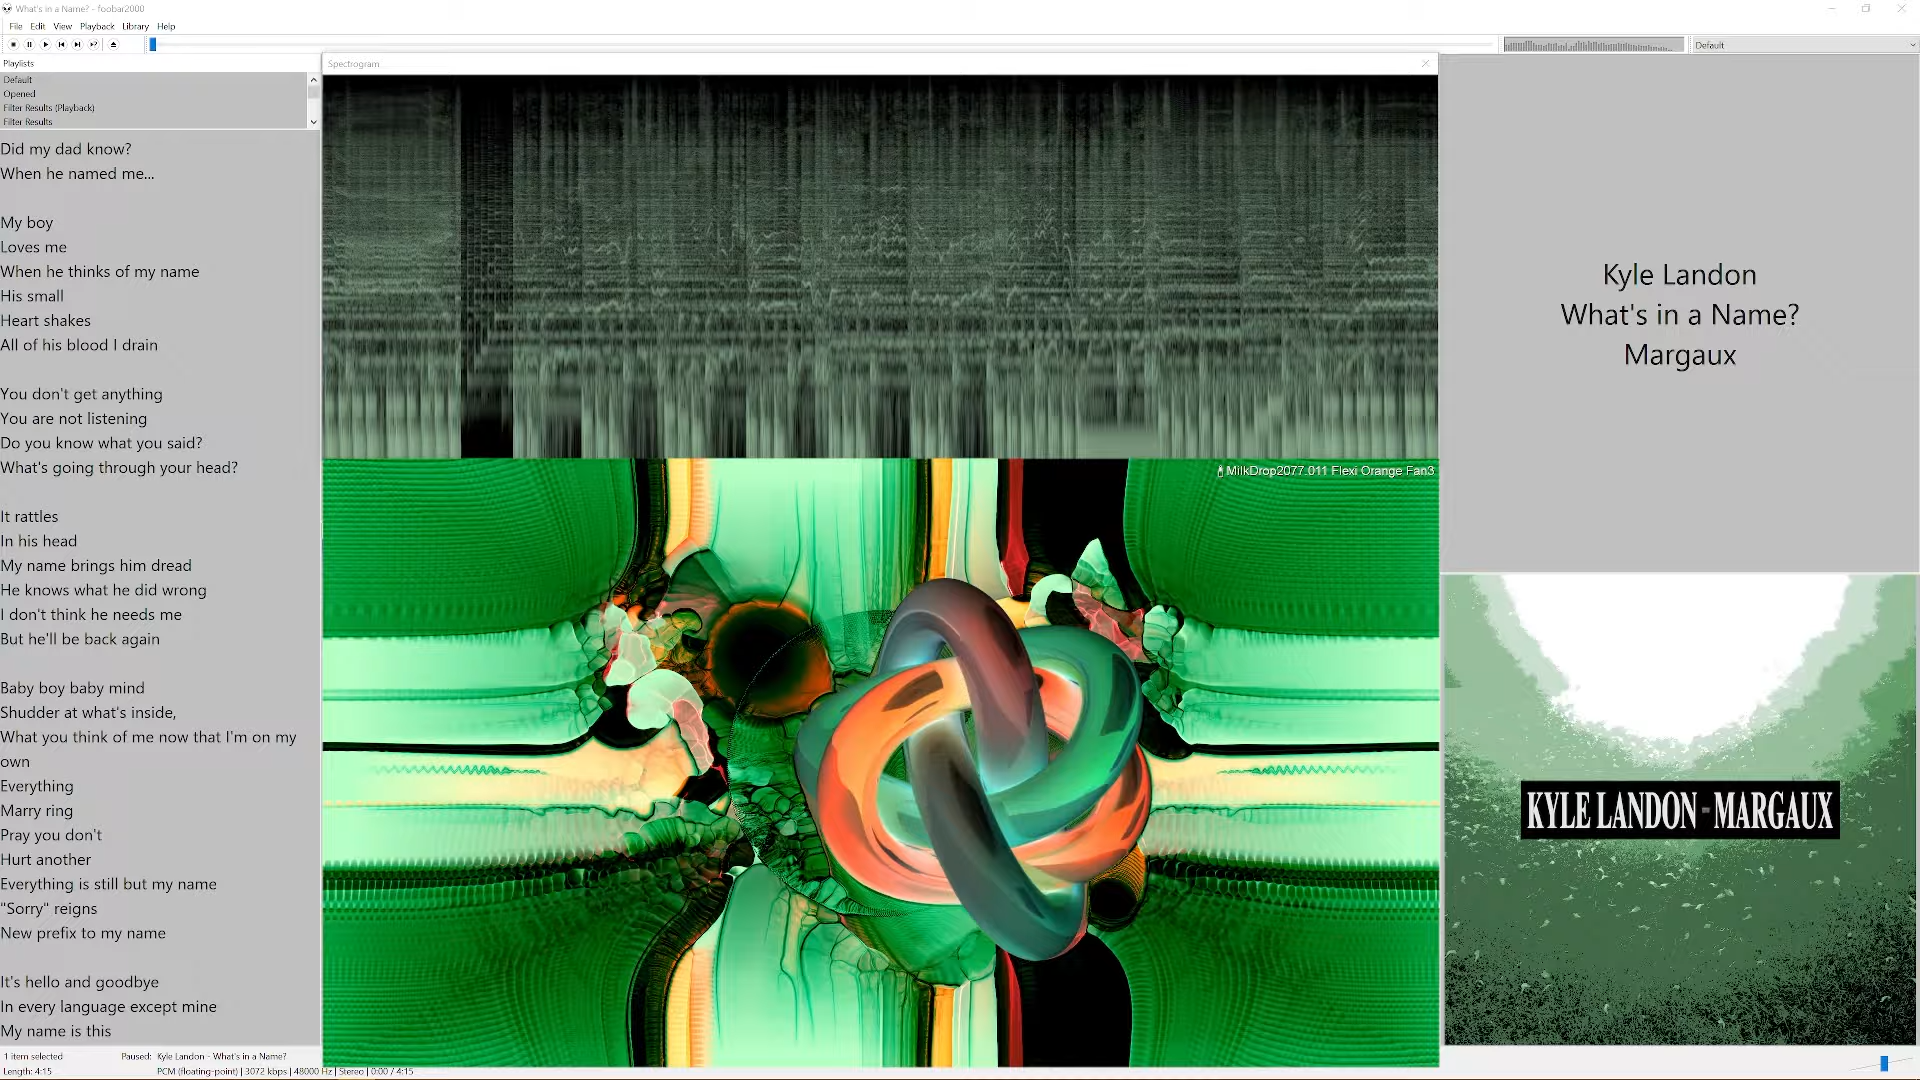 What's in a Name? - foobar2000
File Edit View Playback Library Help
Default
Playlists
Default
Opened
Filter Results (Playback)
Filter Results
Did my dad know?
When he named me...
My boy
Loves me
When he thinks of my name
His small
Heart shakes
All of his blood I drain
You don't get anything
You are not listening
Do you know what you said?
What's going through your head?
It rattles
In his head
My name brings him dread
He knows what he did wrong
I don't think he needs me
But he'll be back again
Baby boy baby mind
Shudder at what's inside,
What you think of me now that I'm on my
own
Everything
Marry ring
Pray you don't
Hurt another
Everything is still but my name
"Sorry" reigns
New prefix to my name
It's hello and goodbye
In every language except mine
My name is this
Spectrogram
MilkDrop2077.011 Flexi Orange Fan3
Kyle Landon
What's in a Name?
Margaux
KYLE LANDON - MARGAUX
1 item selected
Paused: Kyle Landon - What's in a Name?
Length: 4:15
PCM (floating-point) | 3072 kbps | 48000 Hz | Stereo | 0:00 / 4:15